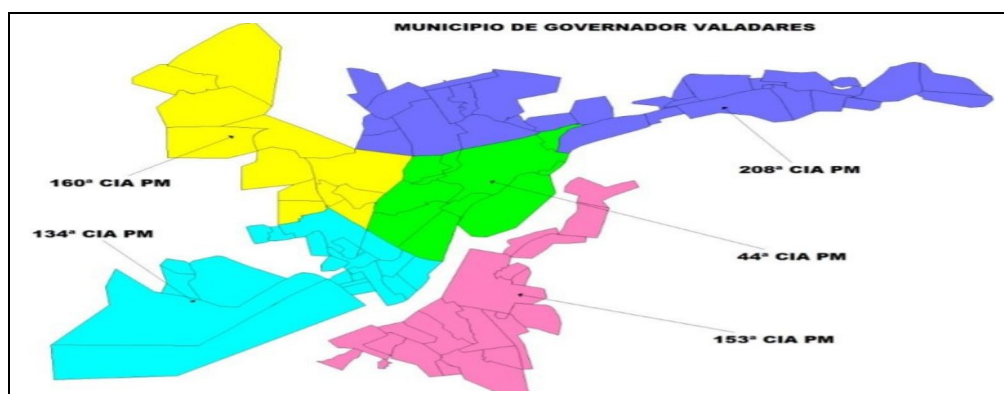 MUNICIPIO DE GOVERNADOR VALADARES
208ª CIA PM
160ª CIA PM
134ª CIA PM
44ª CIA PM
153ª CIA PM